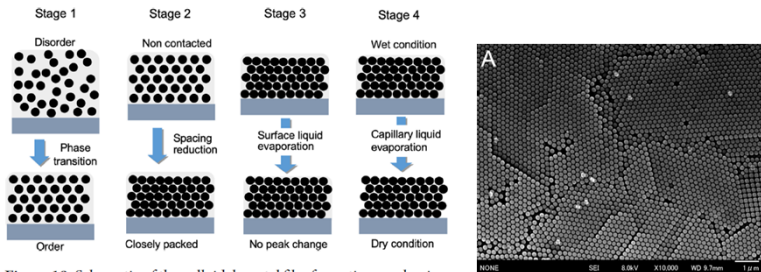 Stage 1
Stage 2
Stage 3
Stage 4
Disorder
Non contacted
Wet condition
Phase
transition
Spacing
reduction
Surface liquid
evaporation
Capillary liquid
evaporation
Order
Closely packed
No peak change
Dry condition
A
NONE SEI 8.0kV X10,000 WD 9.7mm 1μm